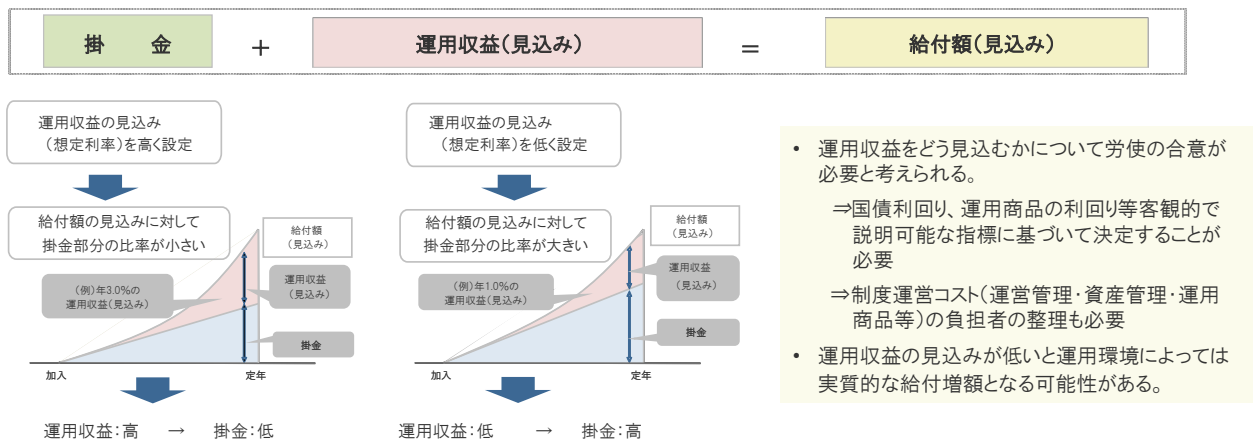 掛　金 + 運用収益(見込み) = 給付額(見込み)
運用収益の見込み
(想定利率)を高く設定
給付額の見込みに対して
掛金部分の比率が小さい
給付額
(見込み)
(例)年3.0%の
運用収益(見込み)
運用収益
(見込み)
掛金
加入
定年
運用収益：高　→　掛金：低
運用収益の見込み
(想定利率)を低く設定
給付額の見込みに対して
掛金部分の比率が大きい
給付額
(見込み)
(例)年1.0%の
運用収益(見込み)
運用収益
(見込み)
掛金
加入
定年
運用収益：低　→　掛金：高
• 運用収益をどう見込むかについて労使の合意が
必要と考えられる。
⇒国債利回り、運用商品の利回り等客観的で
説明可能な指標に基づいて決定することが
必要
⇒制度運営コスト(運営管理・資産管理・運用
商品等)の負担者の整理も必要
• 運用収益の見込みが低いと運用環境によっては
実質的な給付増額となる可能性がある。